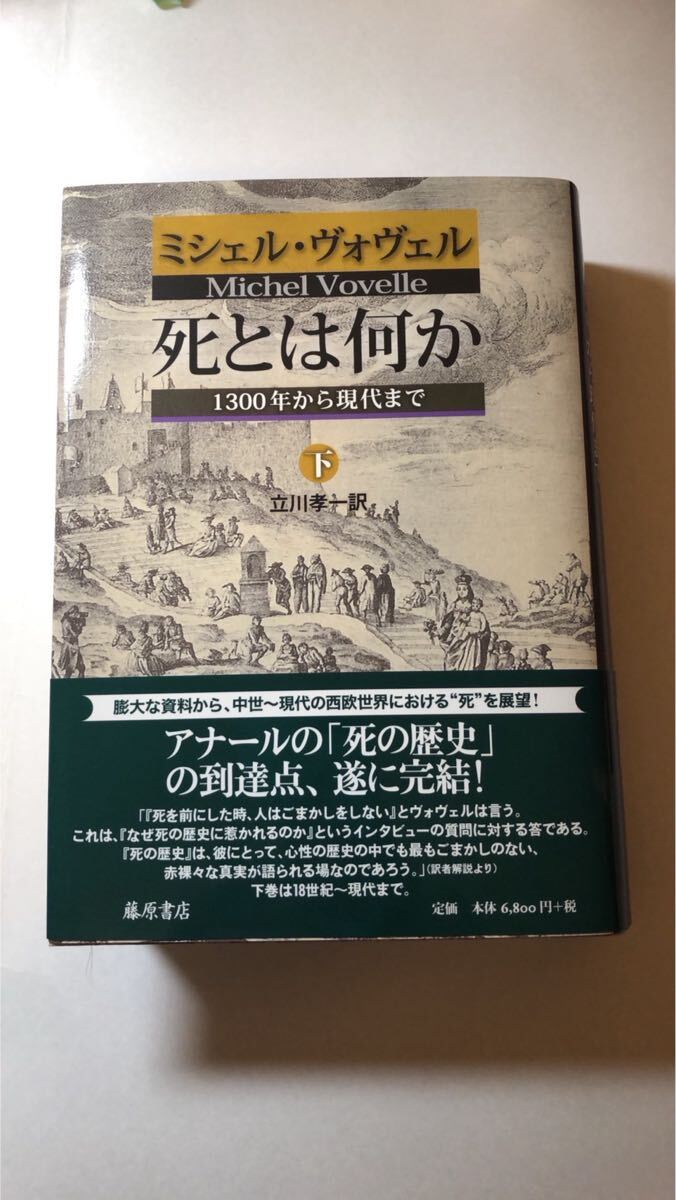 ミシェル・ヴォヴェル
Michel Vovelle
死とは何か
1300年から現代まで
下
立川孝一訳
膨大な資料から、中世～現代の西欧世界における“死”を展望！
アナールの「死の歴史」
の到達点、遂に完結！
「『死を前にした時、人はごまかしをしない』とヴォヴェルは言う。
これは、『なぜ死の歴史に惹かれるのか』というインタビューの質問に対する答である。
『死の歴史』は、彼にとって、心性の歴史の中でも最もごまかしのない、
赤裸々な真実が語られる場なのであろう。」（訳者解説より）
下巻は18世紀～現代まで。
藤原書店
定価 本体 6,800円+税